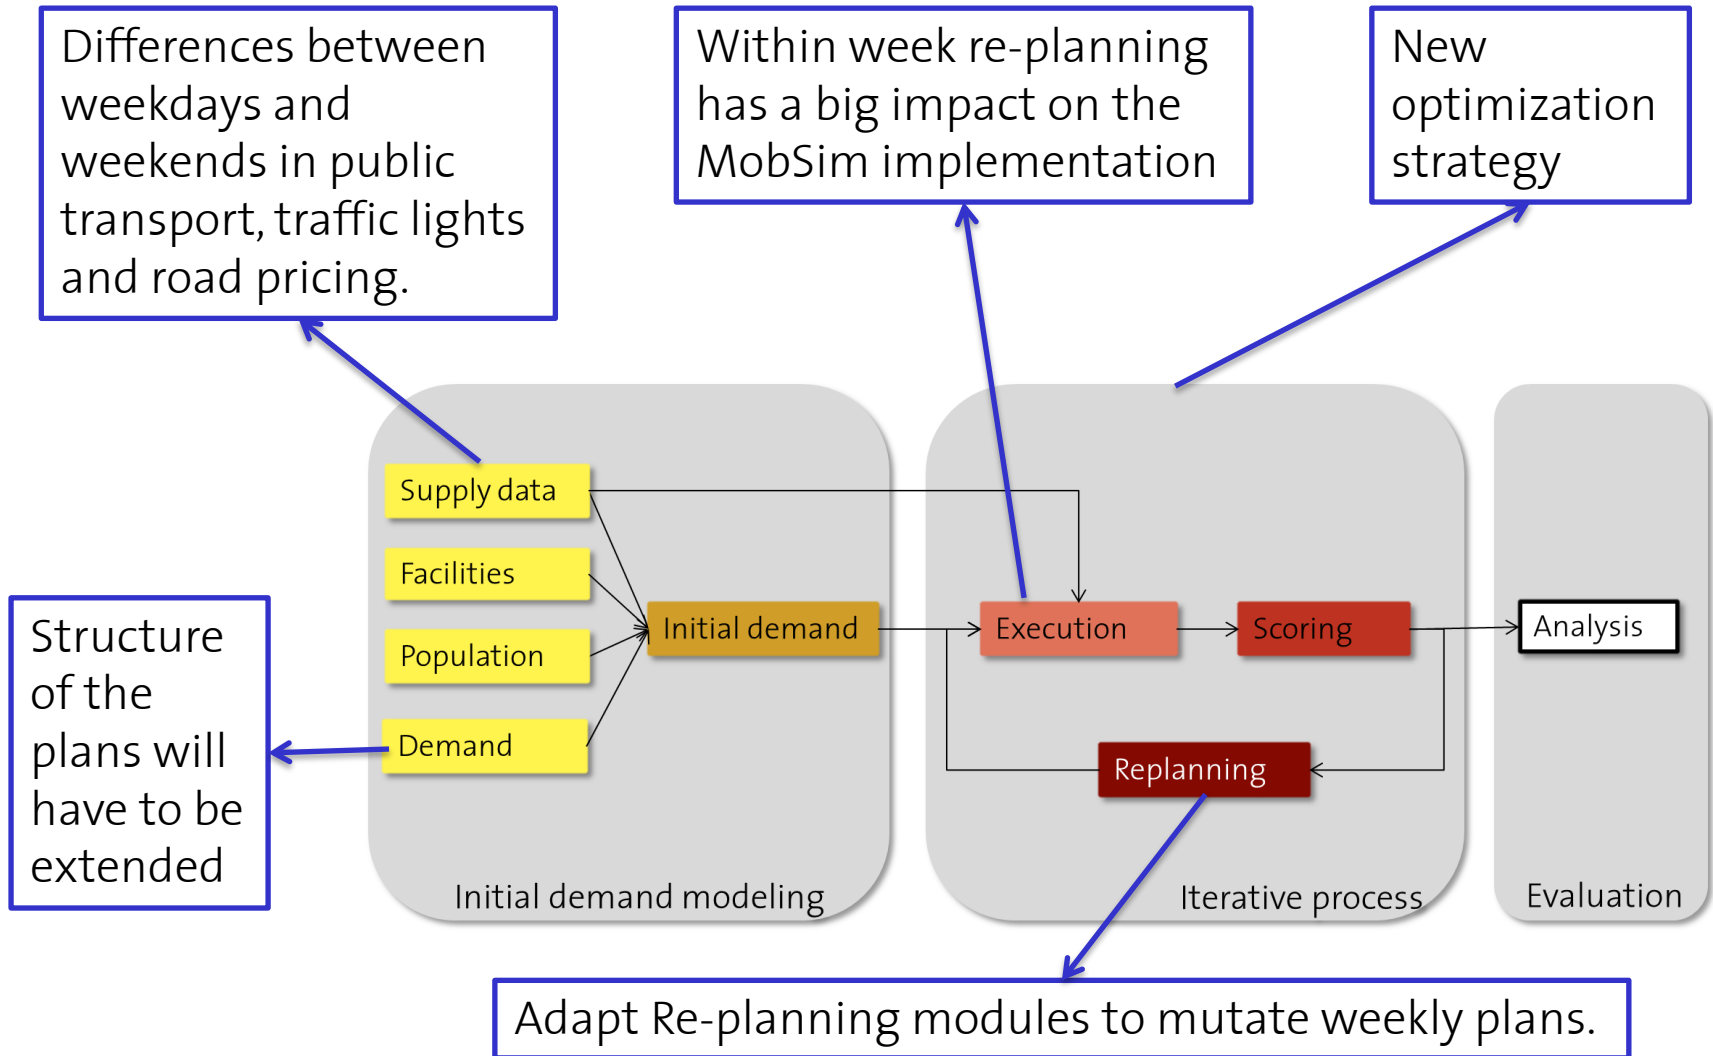 Differences between
weekdays and
weekends in public
transport, traffic lights
and road pricing.
Within week re-planning
has a big impact on the
MobSim implementation
New
optimization
strategy
Supply data
Facilities
Population
Demand
Initial demand
Execution
Scoring
Replanning
Analysis
Structure
of the
plans will
have to be
extended
Initial demand modeling
Iterative process
Evaluation
Adapt Re-planning modules to mutate weekly plans.